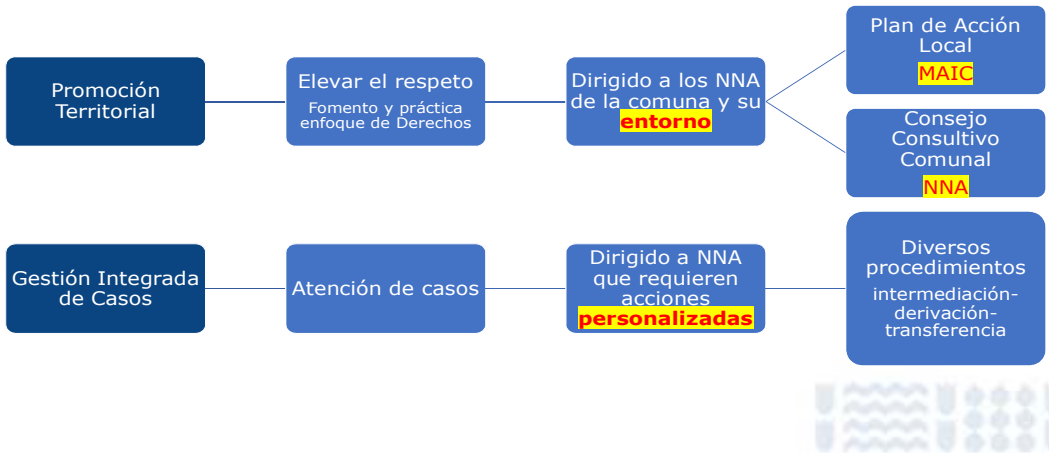 Promoción
Territorial
Elevar el respeto
Fomento y práctica
enfoque de Derechos
Dirigido a los NNA
de la comuna y su
entorno
Plan de Acción
Local
MAIC
Consejo
Consultivo
Comunal
NNA
Gestión Integrada
de Casos
Atención de casos
Dirigido a NNA
que requieren
acciones
personalizadas
Diversos
procedimientos
intermediación-
derivación-
transferencia